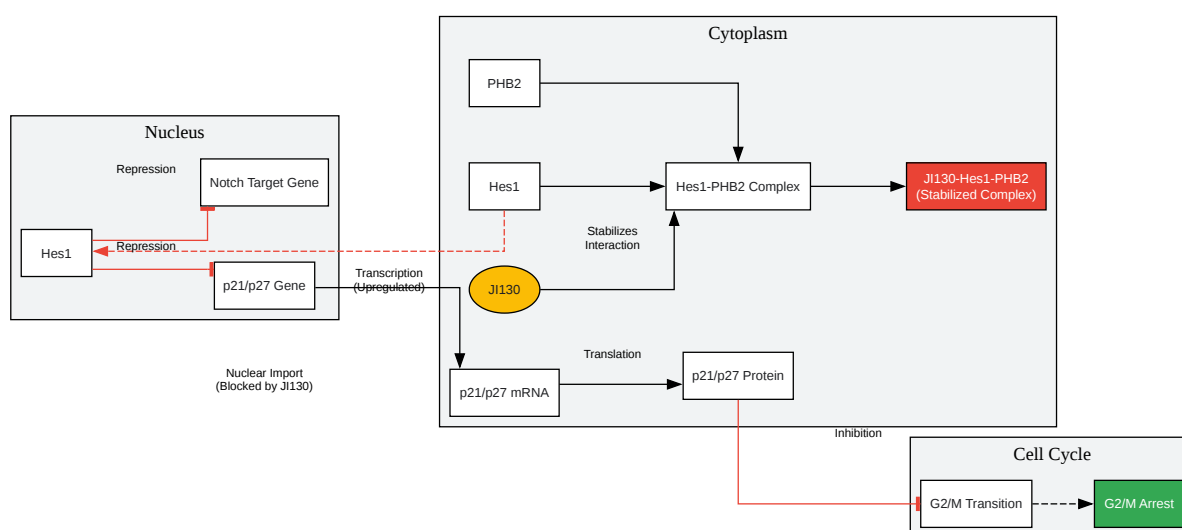 Cytoplasm
PHB2
Nucleus
Repression
Notch Target Gene
Hes1
Hes1-PHB2 Complex
JI130-Hes1-PHB2
(Stabilized Complex)
Stabilizes
Interaction
Hes1
Repression
p21/p27 Gene
Transcription
(Upregulated)
JI130
Translation
Nuclear Import
(Blocked by JI130)
p21/p27 mRNA
p21/p27 Protein
Inhibition
Cell Cycle
G2/M Transition
G2/M Arrest